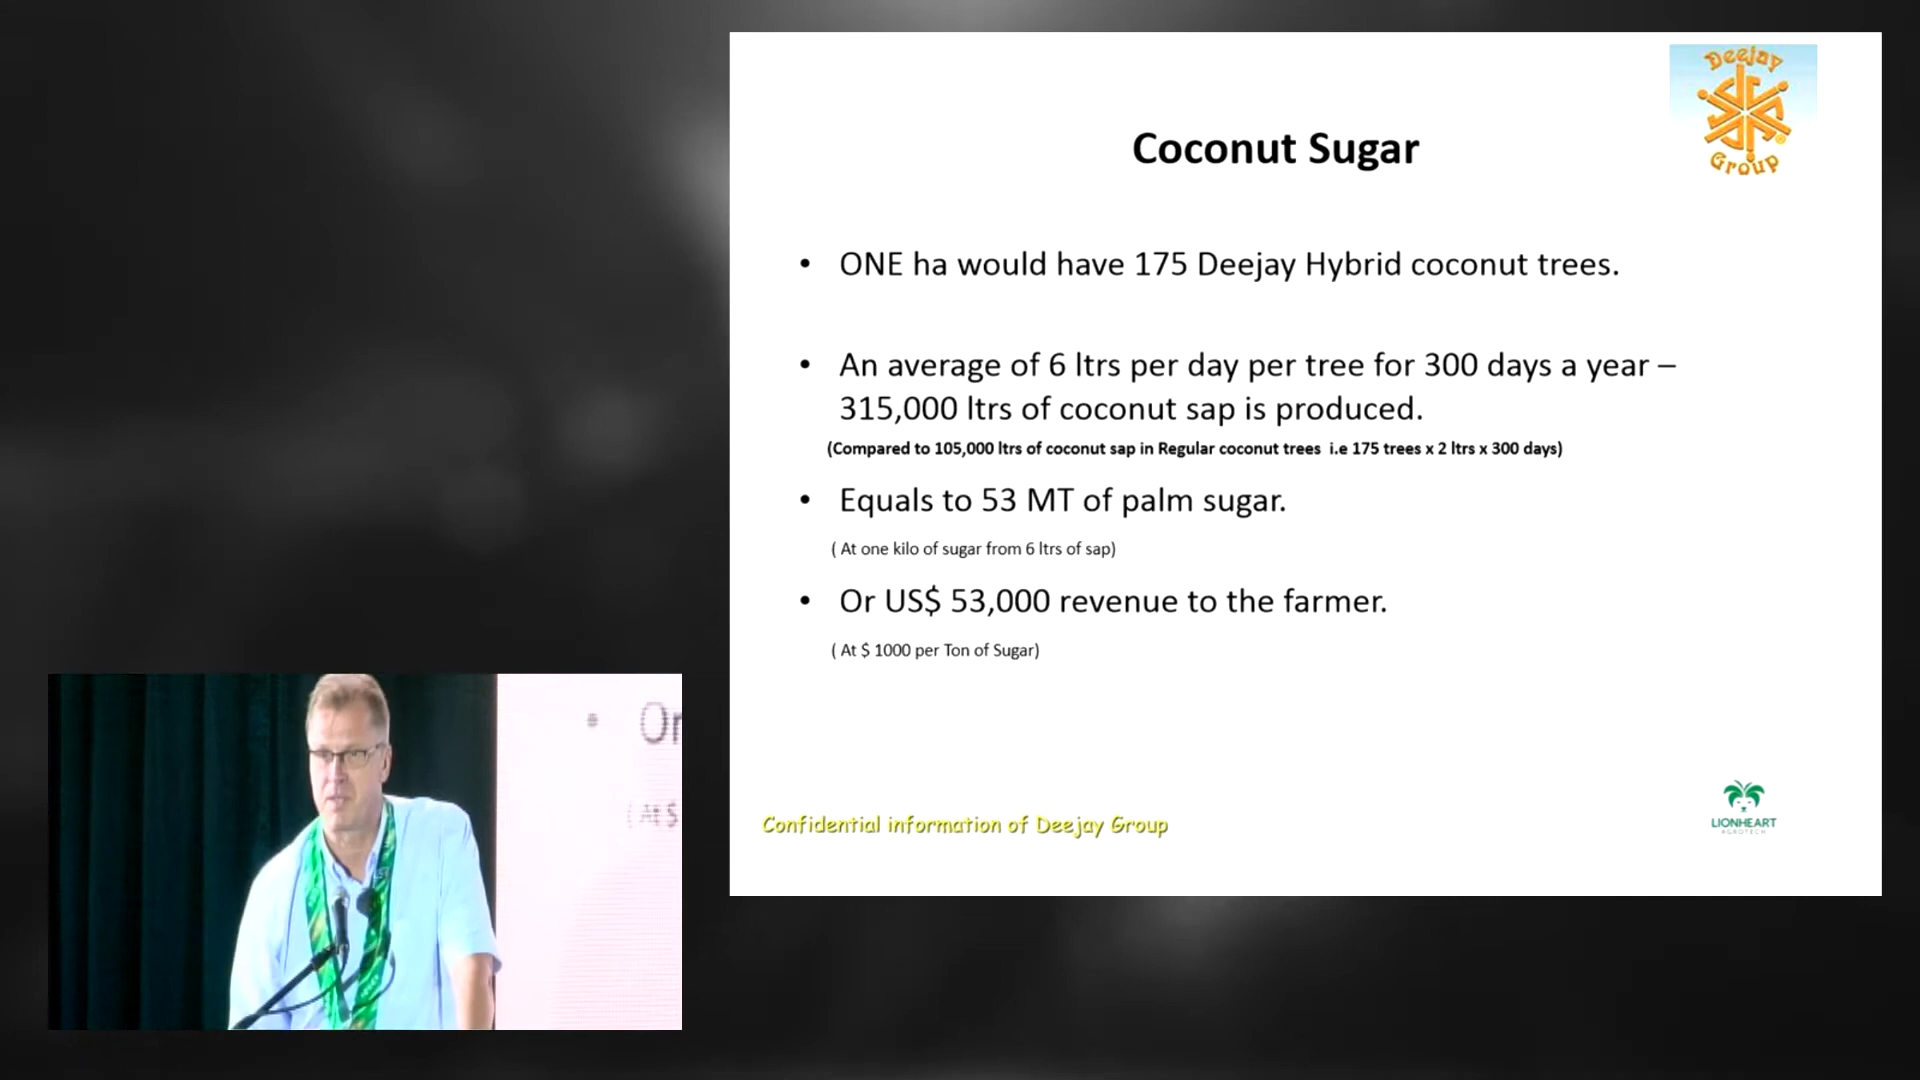 Deejay
Group
Coconut Sugar
• ONE ha would have 175 Deejay Hybrid coconut trees.
• An average of 6 ltrs per day per tree for 300 days a year –
315,000 ltrs of coconut sap is produced.
(Compared to 105,000 ltrs of coconut sap in Regular coconut trees i.e 175 trees x 2 ltrs x 300 days)
• Equals to 53 MT of palm sugar.
( At one kilo of sugar from 6 ltrs of sap)
• Or US$ 53,000 revenue to the farmer.
( At $ 1000 per Ton of Sugar)
Confidential information of Deejay Group
LIONHEART
AGROTECH
• Or
( At $